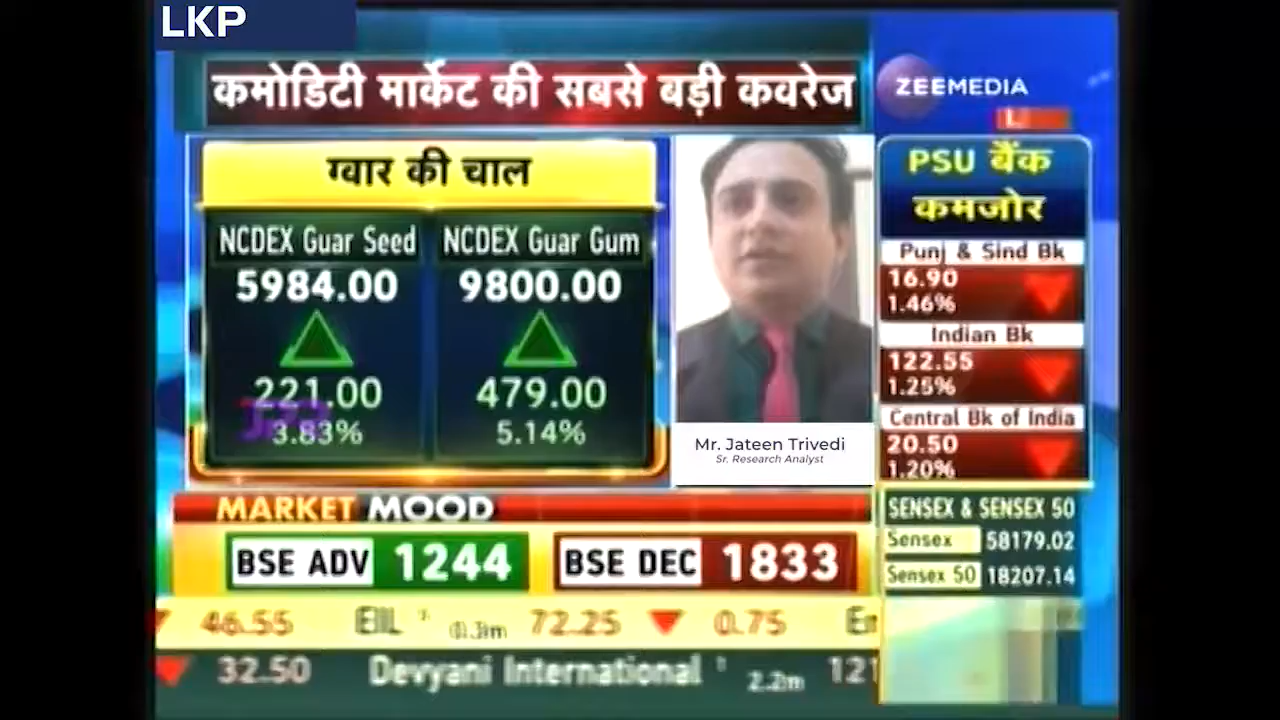 LKP
कमोडिटी मार्केट की सबसे बड़ी कवरेज
ZEEMEDIA
ग्वार की चाल
NCDEX Guar Seed
5984.00
221.00
3.83%
NCDEX Guar Gum
9800.00
479.00
5.14%
Mr. Jateen Trivedi
Sr. Research Analyst
PSU बैंक
कमजोर
Punj & Sind Bk
16.90
1.46%
Indian Bk
122.55
1.25%
Central Bk of India
20.50
1.20%
MARKET MOOD
BSE ADV 1244 BSE DEC 1833
SENSEX & SENSEX 50
Sensex 58179.02
Sensex 50 18207.14
46.55 EIL 0.3m 72.25 0.75 En
32.50 Devyani International 2.2m 121